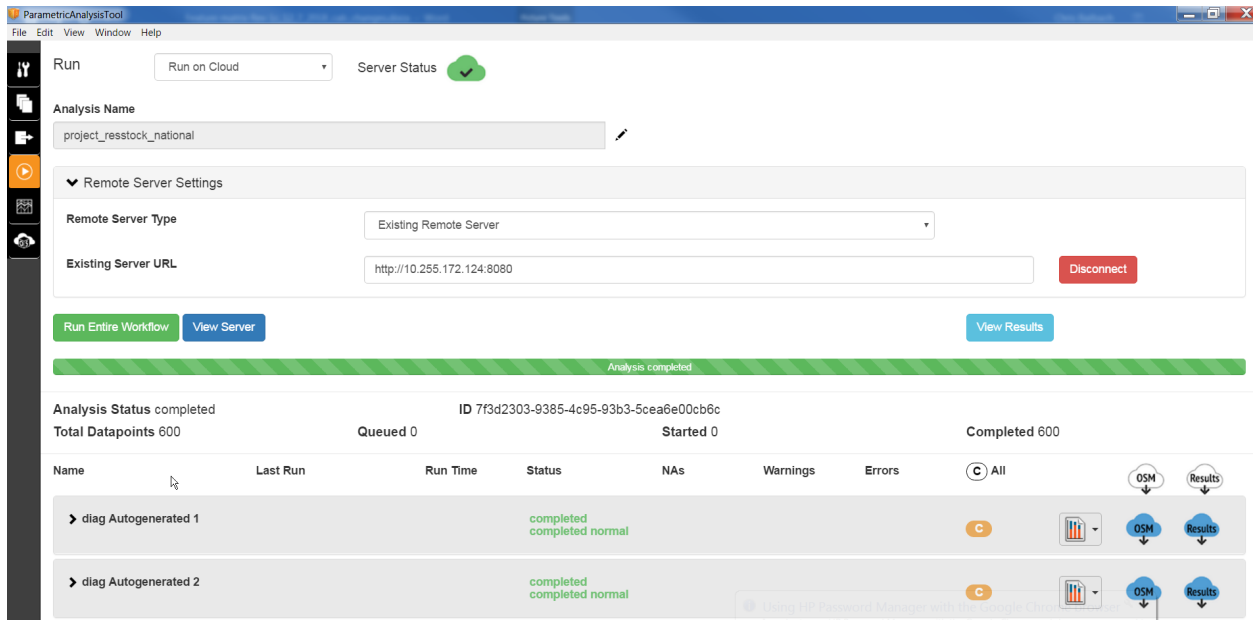 ParametricAnalysisTool
File Edit View Window Help
Run Run on Cloud Server Status
Analysis Name
project_resstock_national
Remote Server Settings
Remote Server Type Existing Remote Server
Existing Server URL http://10.255.172.124:8080 Disconnect
Run Entire Workflow View Server View Results
Analysis completed
Analysis Status completed ID 7f3d2303-9385-4c95-93b3-5cea6e00cb6c
Total Datapoints 600 Queued 0 Started 0 Completed 600
Name Last Run Run Time Status NAs Warnings Errors C All OSM Results
diag Autogenerated 1 completed C OSM Results
completed normal
diag Autogenerated 2 completed C OSM Results
completed normal
Using HP Password Manager with the Google Chrome browser